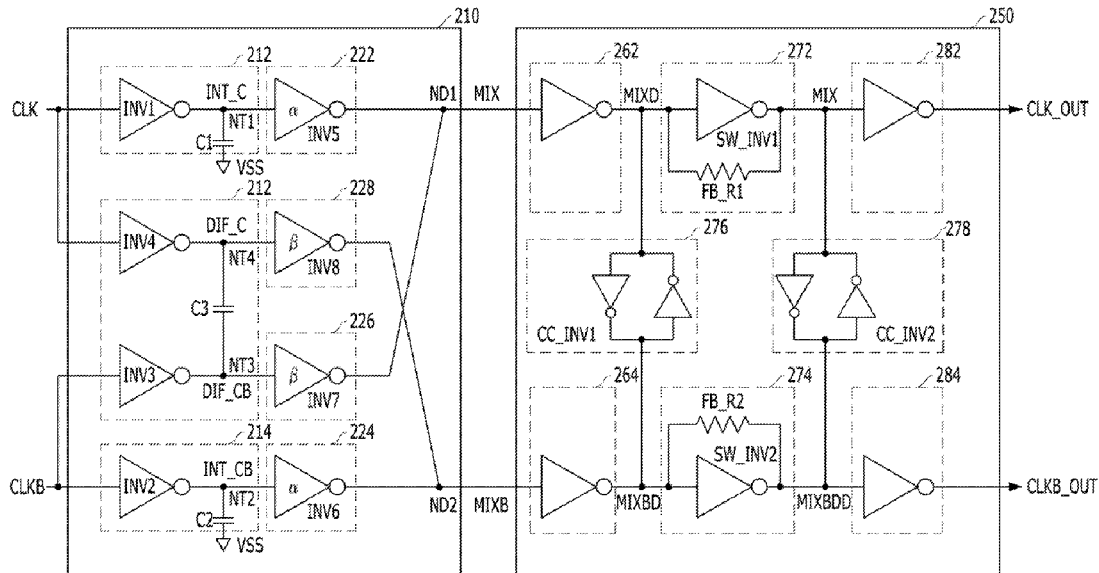 210
250
212
222
262
272
282
CLK
INV1
INT_C
NT1
C1
VSS
α
INV5
ND1
MIX
MIXD
SW_INV1
FB_R1
MIX
CLK_OUT
212
228
INV4
DIF_C
NT4
β
INV8
C3
276
278
CC_INV1
CC_INV2
226
INV3
NT3
DIF_CB
β
INV7
264
274
284
FB_R2
SW_INV2
214
224
CLKB
INV2
INT_CB
NT2
C2
VSS
α
INV6
ND2
MIXB
MIXBD
MIXBDD
CLKB_OUT